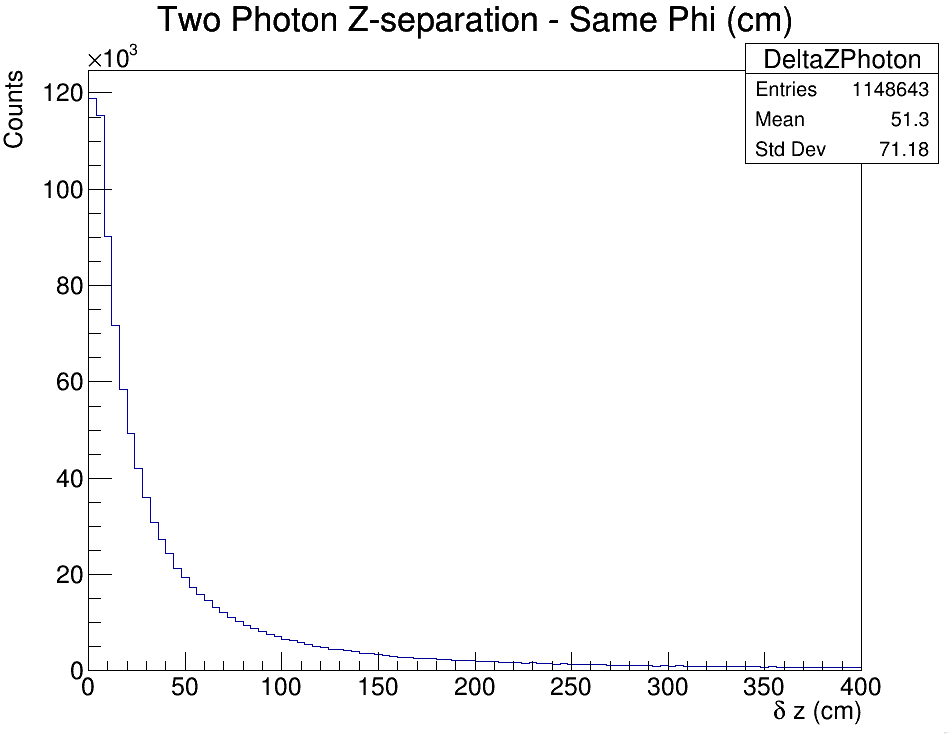 Two Photon Z-separation - Same Phi (cm)
×10³
DeltaZPhoton
Entries 1148643
Mean 51.3
Std Dev 71.18
Counts
120
100
80
60
40
20
0
0 50 100 150 200 250 300 350 400
δ z (cm)